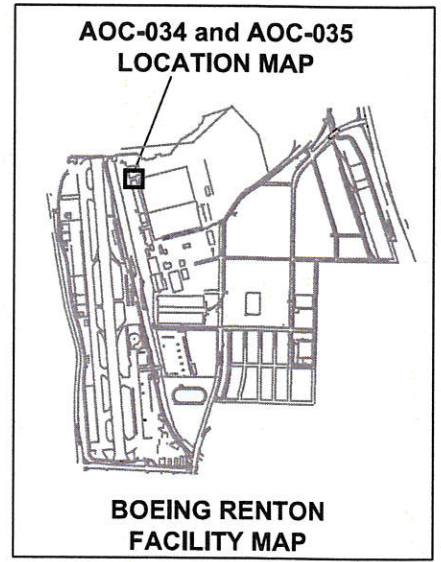 AOC-034 and AOC-035
LOCATION MAP
BOEING RENTON
FACILITY MAP